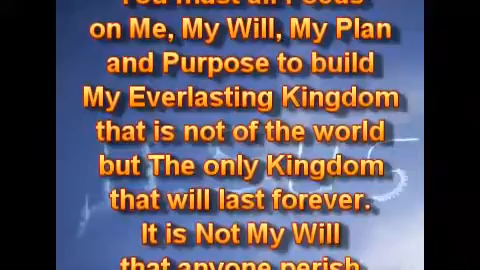 You must all Focus
on Me, My Will, My Plan
and Purpose to build
My Everlasting Kingdom
that is not of the world
but The only Kingdom
that will last forever.
It is Not My Will
that anyone perish
JESUS